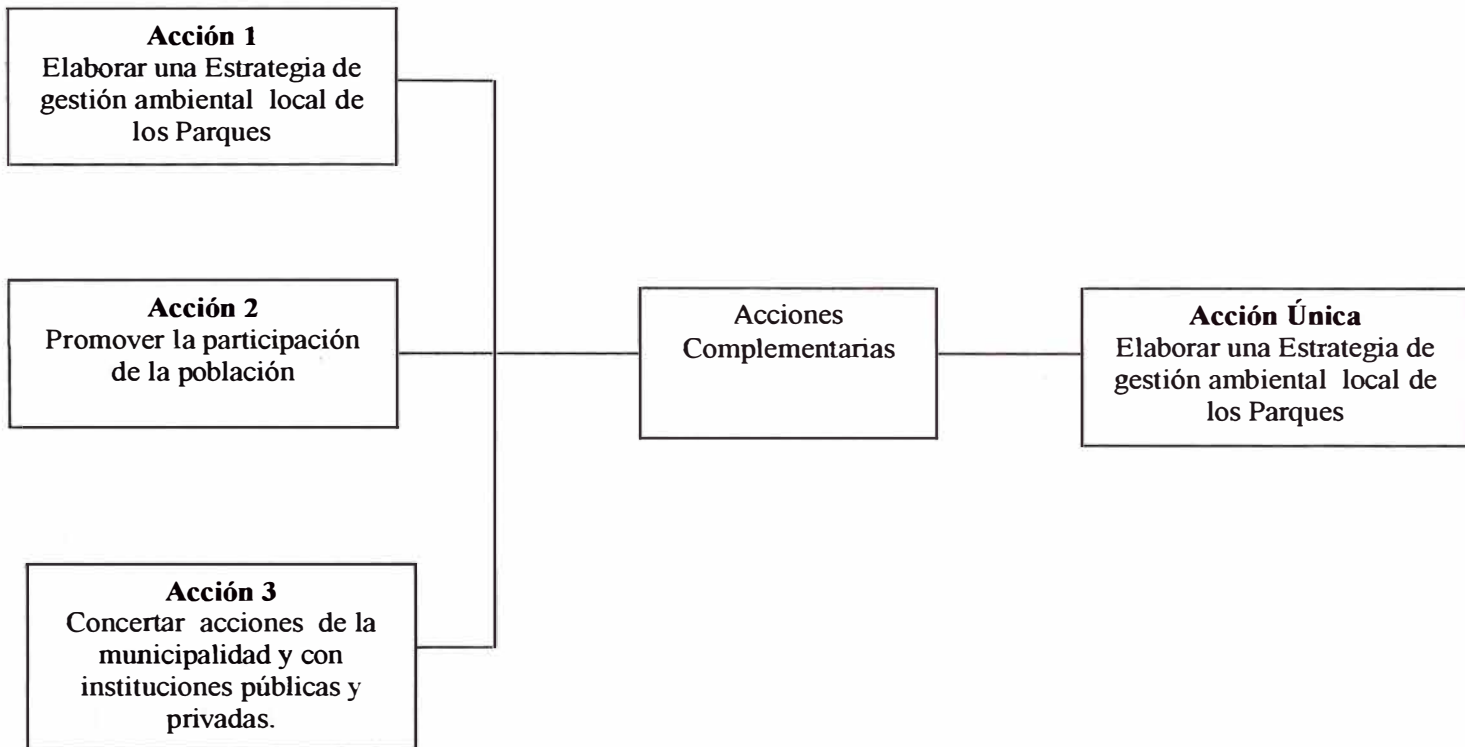 Acción 1
Elaborar una Estrategia de
gestión ambiental local de
los Parques
Acción 2
Promover la participación
de la población
Acción 3
Concertar acciones de la
municipalidad y con
instituciones públicas y
privadas.
Acciones
Complementarias
Acción Única
Elaborar una Estrategia de
gestión ambiental local de
los Parques